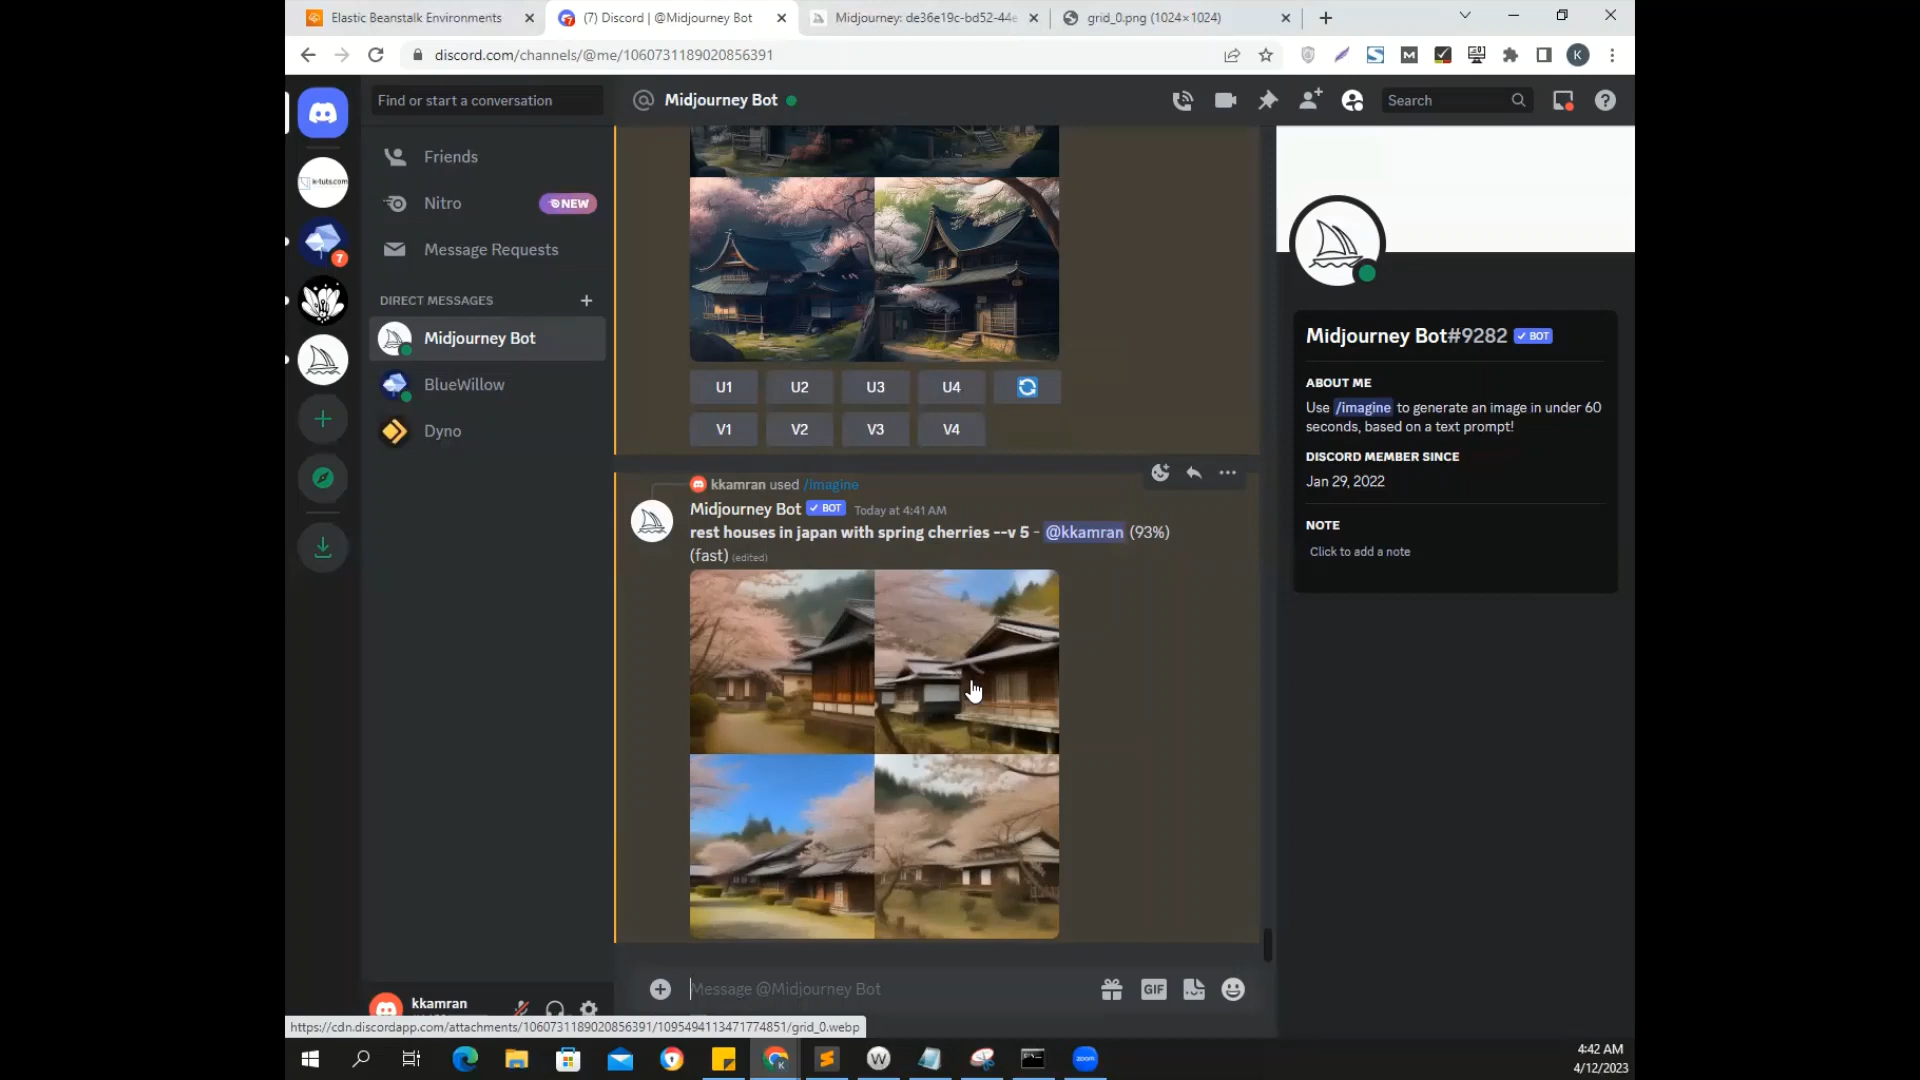 Elastic Beanstalk Environments
(7) Discord | @Midjourney Bot
Midjourney: de36e19c-bd52-44e
grid_0.png (1024×1024)
discord.com/channels/@me/1060731189020856391
K
Find or start a conversation
Midjourney Bot
Search
Friends
Nitro
NEW
Message Requests
7
DIRECT MESSAGES
Midjourney Bot
BlueWillow
Dyno
U1 U2 U3 U4
V1 V2 V3 V4
kkamran used /imagine
Midjourney Bot BOT Today at 4:41 AM
rest houses in japan with spring cherries --v 5 - @kkamran (93%)
(fast) (edited)
Message @Midjourney Bot
GIF
Midjourney Bot#9282 BOT
ABOUT ME
Use /imagine to generate an image in under 60
seconds, based on a text prompt!
DISCORD MEMBER SINCE
Jan 29, 2022
NOTE
Click to add a note
kkamran
https://cdn.discordapp.com/attachments/1060731189020856391/1095494113471774851/grid_0.webp
W
zoom
4:42 AM
4/12/2023